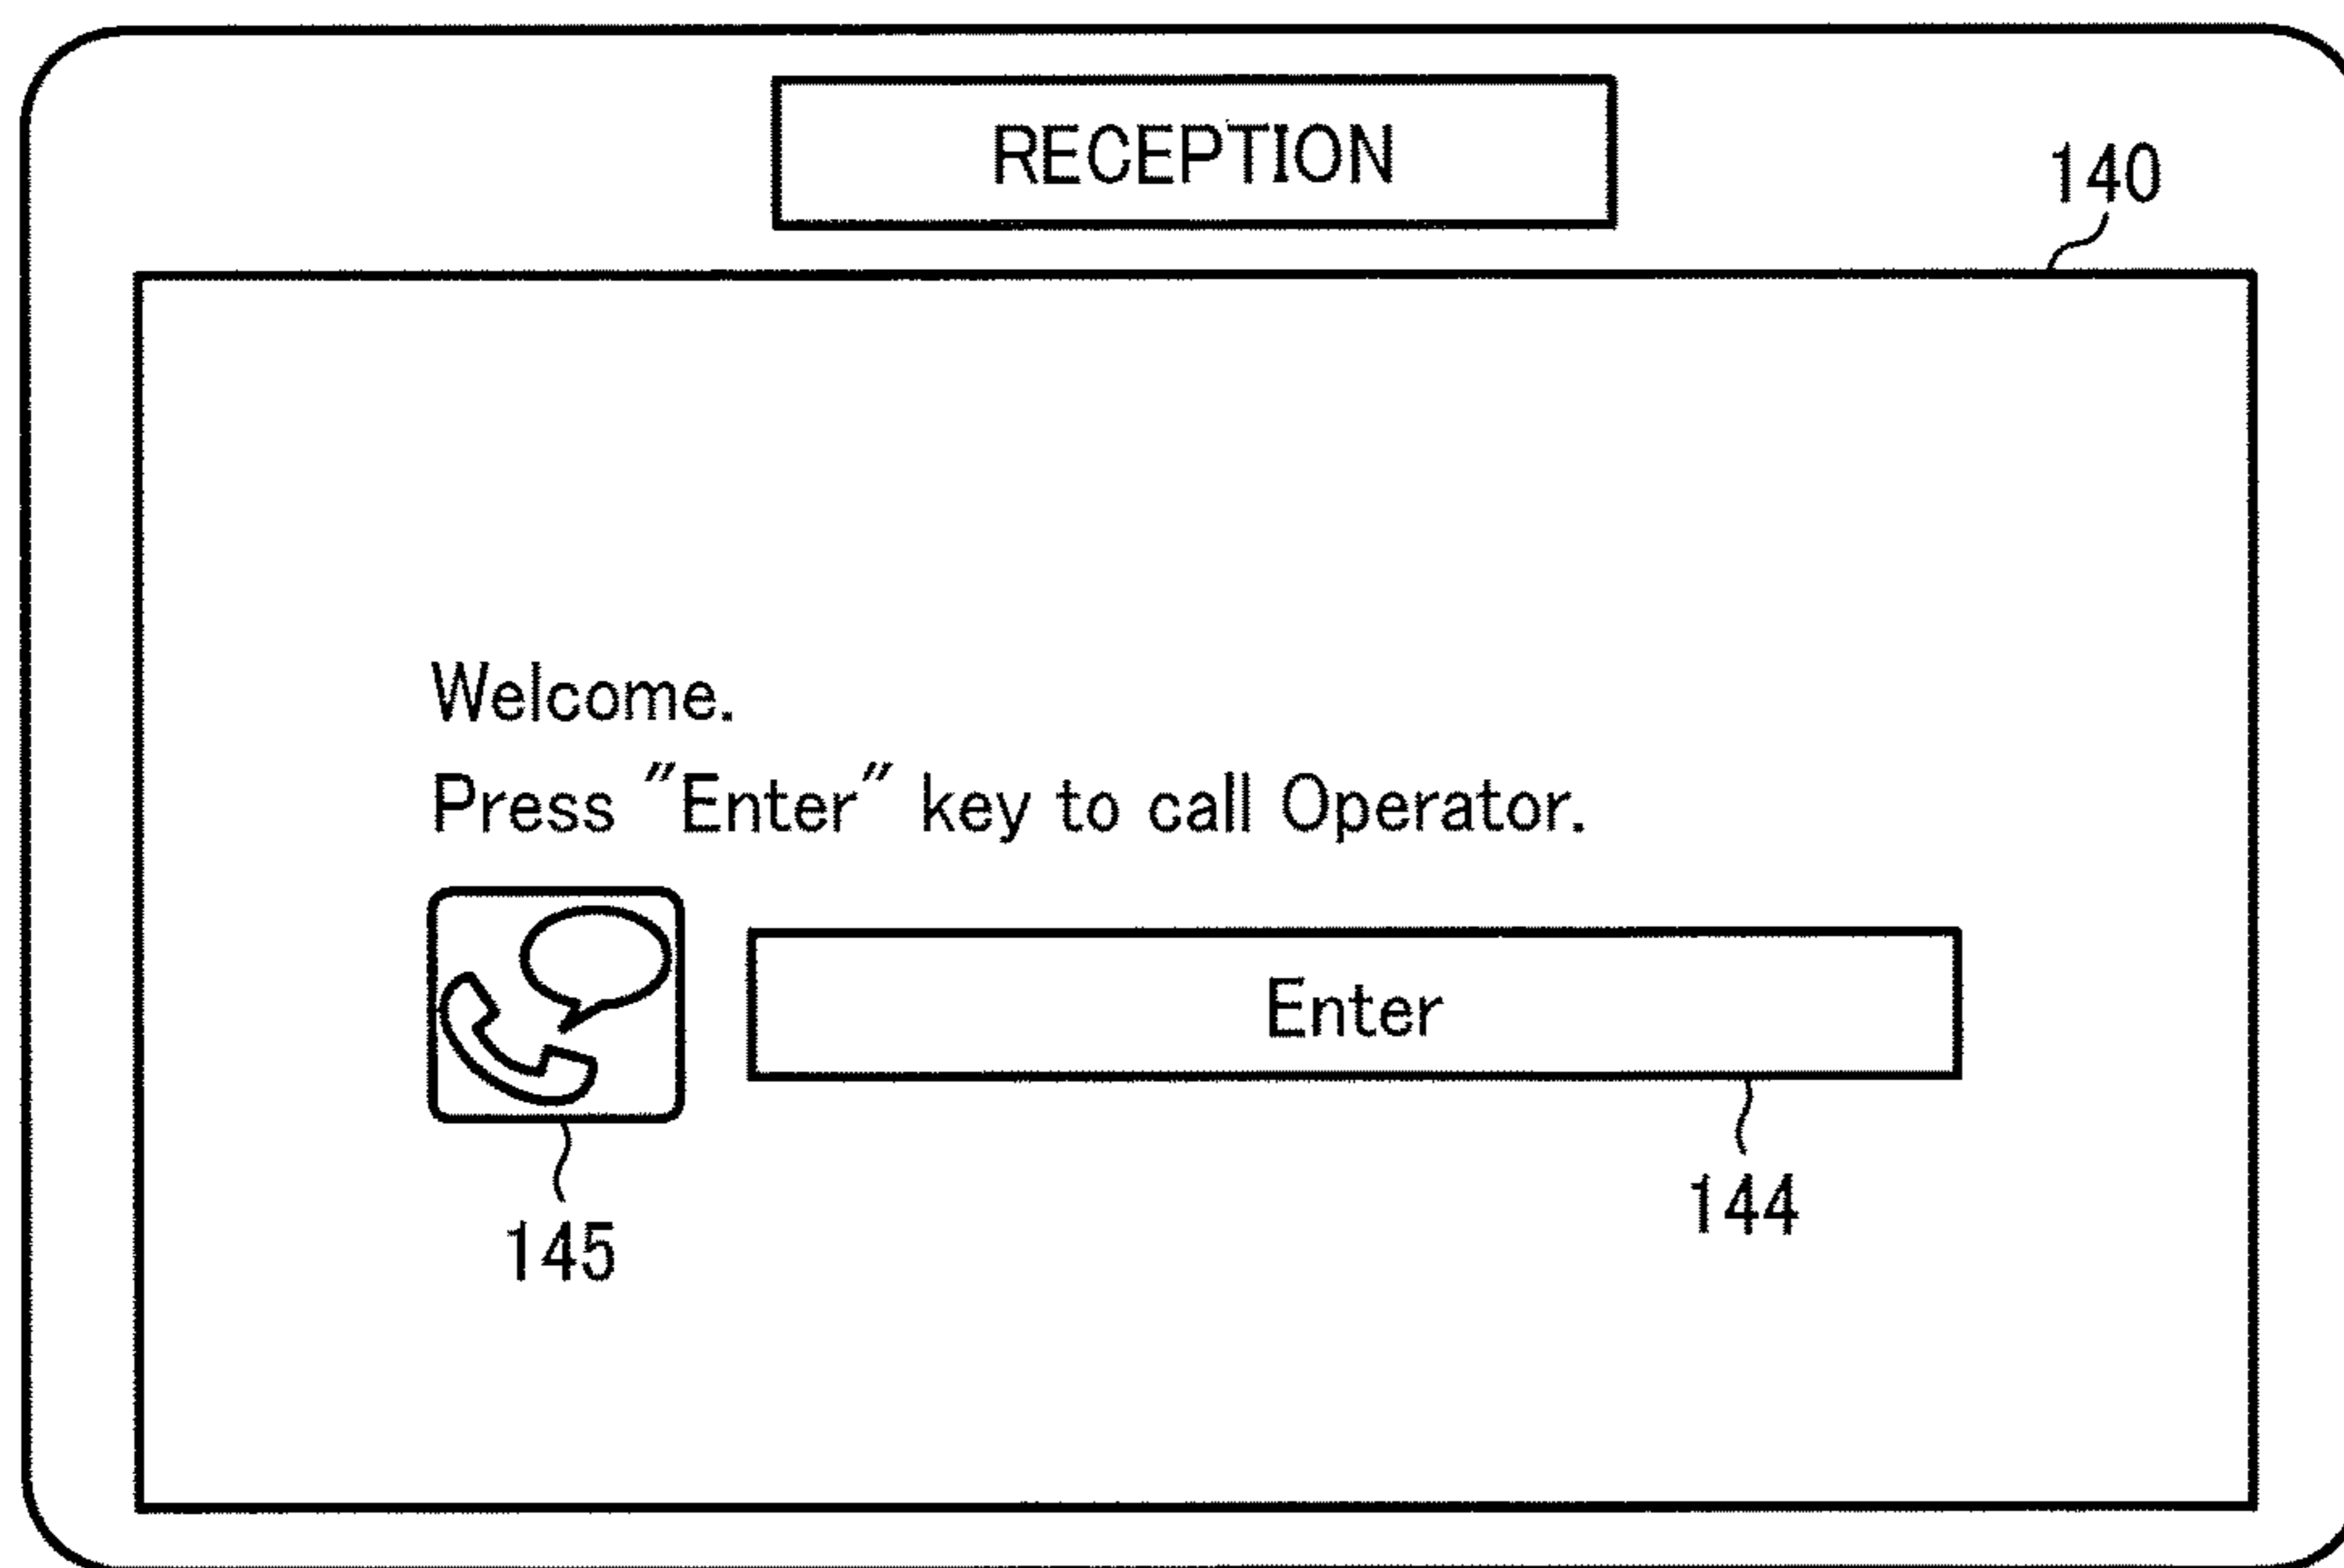 RECEPTION
140
Welcome.
Press "Enter" key to call Operator.
Enter
144
145